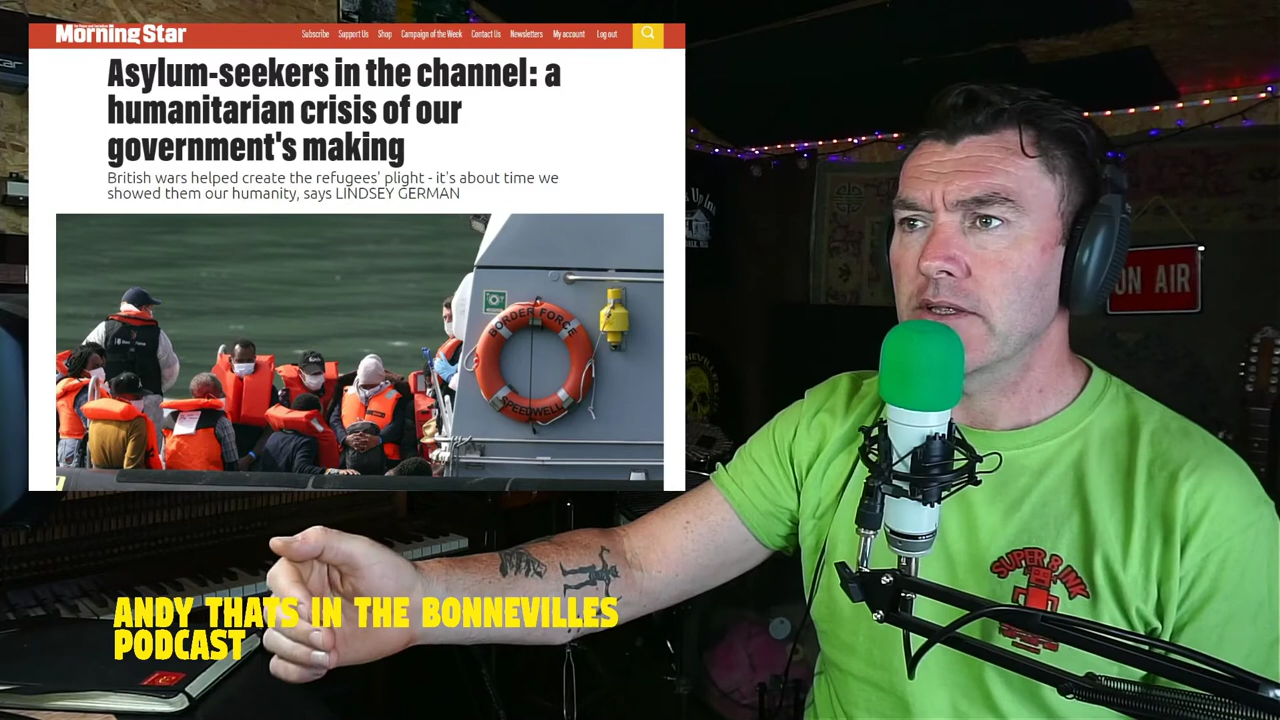 Morning Star
Subscribe Support Us Shop Campaign of the Week Contact Us Newsletters My account Log out
Asylum-seekers in the channel: a
humanitarian crisis of our
government's making
British wars helped create the refugees' plight - it's about time we
showed them our humanity, says LINDSEY GERMAN
BORDER FORCE
SPEEDWELL
ON AIR
SUPER B INK
ANDY THATS IN THE BONNEVILLES
PODCAST